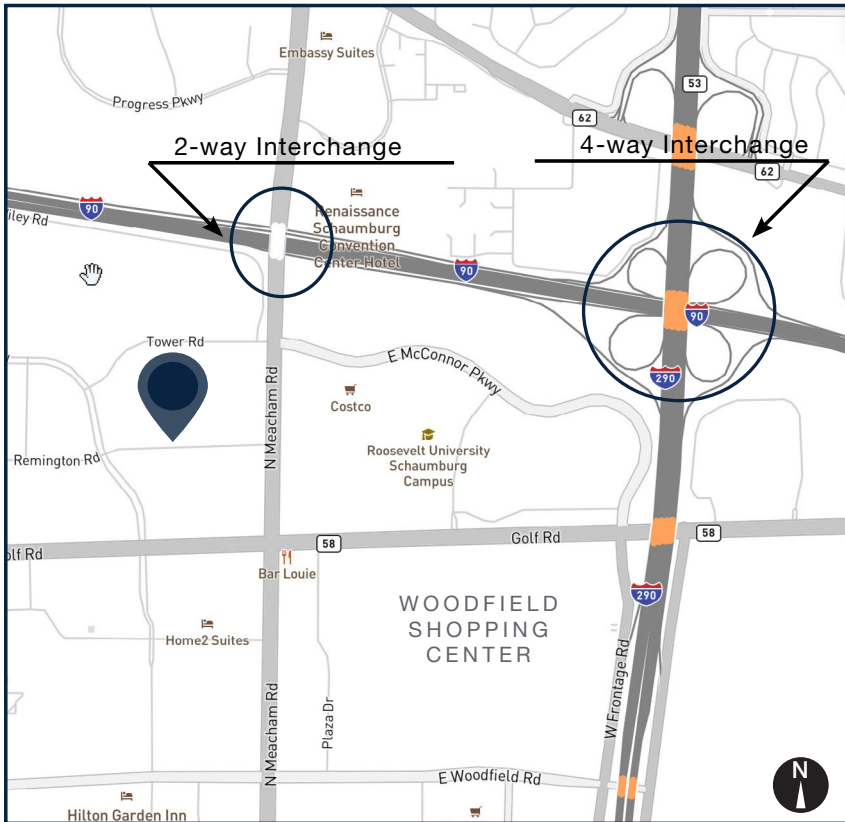 Embassy Suites
53
Progress Pkwy
62
2-way Interchange
4-way Interchange
62
90
Renaissance
Schaumburg
Convention
Center Hotel
iley Rd
90
90
Tower Rd
E McConnor Pkwy
290
Costco
N Meacham Rd
Roosevelt University
Schaumburg
Campus
Remington Rd
58
Golf Rd
58
olf Rd
Bar Louie
290
WOODFIELD
SHOPPING
CENTER
Home2 Suites
W Frontage Rd
Plaza Dr
N Meacham Rd
E Woodfield Rd
N
Hilton Garden Inn